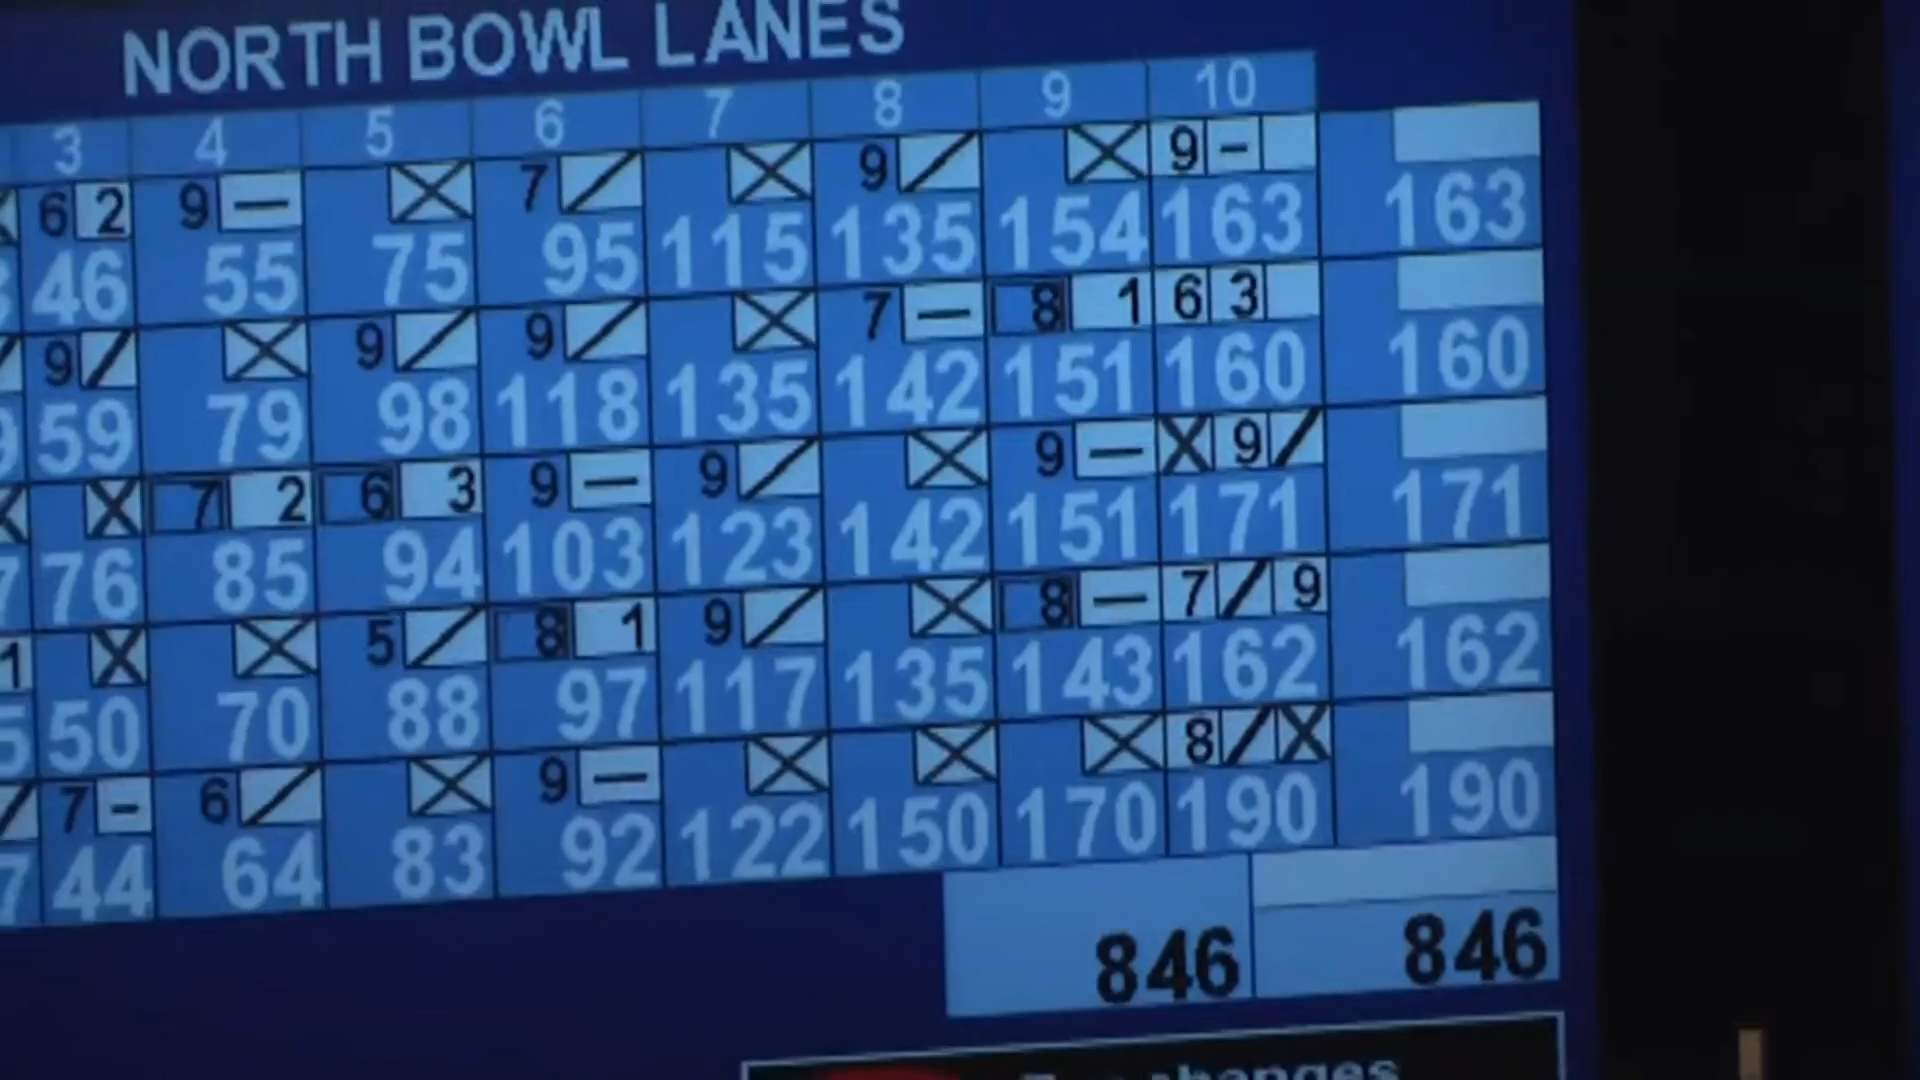 NORTH BOWL LANES
3 4 5 6 7 8 9 10
6 2 9 — X 7 / X 9 / X 9 -
46 55 75 95 115 135 154 163 163
9 / X 9 / 9 / X 7 — 8 1 6 3
59 79 98 118 135 142 151 160 160
X 7 2 6 3 9 — 9 / X 9 — X 9 /
76 85 94 103 123 142 151 171 171
1 X X 5 / 8 1 9 / X 8 — 7 / 9
50 70 88 97 117 135 143 162 162
/ 7 - 6 / X 9 — X X X 8 / X
7 44 64 83 92 122 150 170 190 190
846 846